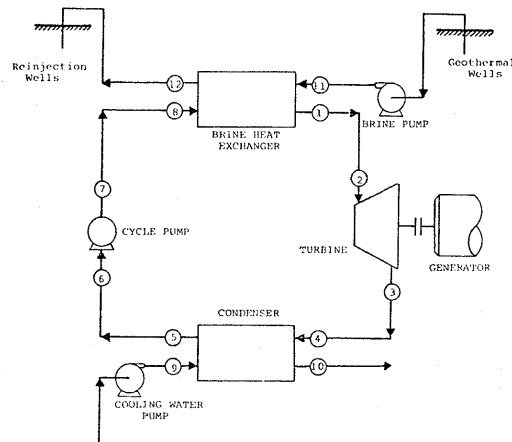 Reinjection
Wells
Geothermal
Wells
12
11
8
1
BRINE HEAT
EXCHANGER
BRINE PUMP
7
2
CYCLE PUMP
TURBINE
GENERATOR
6
3
CONDENSER
5
4
9
10
COOLING WATER
PUMP